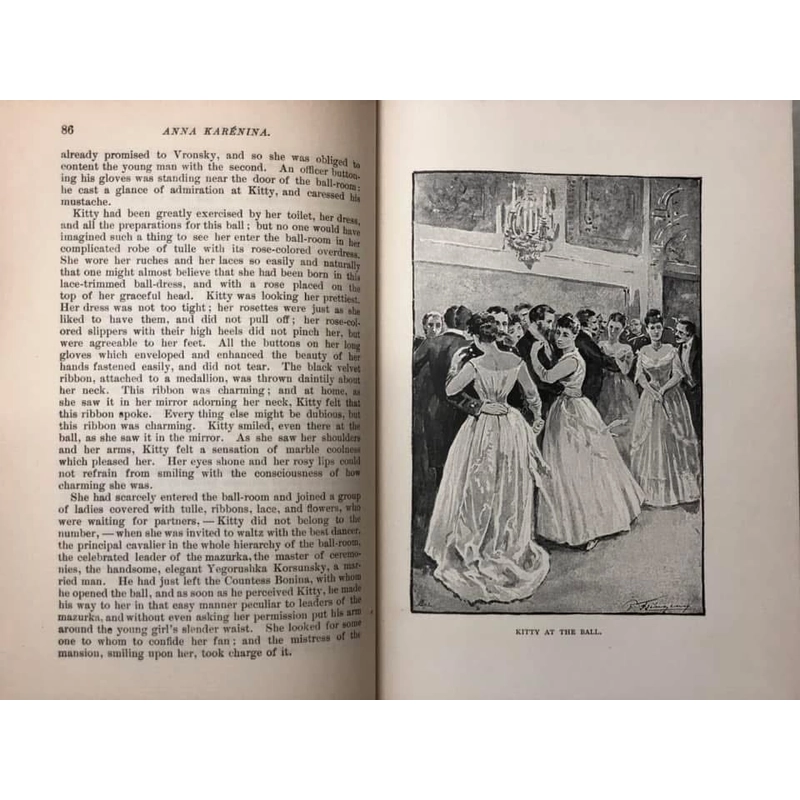 86
ANNA KARÉNINA.
already promised to Vronsky, and so she was obliged to
content the young man with the second. An officer button-
ing his gloves was standing near the door of the ball-room;
he cast a glance of admiration at Kitty, and caressed his
mustache.
Kitty had been greatly exercised by her toilet, her dress,
and all the preparations for this ball; but no one would have
imagined such a thing to see her enter the ball-room in her
complicated robe of tulle with its rose-colored overdress.
She wore her ruches and her laces so easily and naturally
that one might almost believe that she had been born in this
lace-trimmed ball-dress, and with a rose placed on the
top of her graceful head. Kitty was looking her prettiest.
Her dress was not too tight; her rosettes were just as she
liked to have them, and did not pull off; her rose-col-
ored slippers with their high heels did not pinch her, but
were agreeable to her feet. All the buttons on her long
gloves which enveloped and enhanced the beauty of her
hands fastened easily, and did not tear. The black velvet
ribbon, attached to a medallion, was thrown daintily about
her neck. This ribbon was charming; and at home, as
she saw it in her mirror adorning her neck, Kitty felt that
this ribbon spoke. Every thing else might be dubious, but
this ribbon was charming. Kitty smiled, even there at the
ball, as she saw it in the mirror. As she saw her shoulders
and her arms, Kitty felt a sensation of marble coolness
which pleased her. Her eyes shone and her rosy lips could
not refrain from smiling with the consciousness of how
charming she was.
She had scarcely entered the ball-room and joined a group
of ladies covered with tulle, ribbons, lace, and flowers, who
were waiting for partners, — Kitty did not belong to the
number, — when she was invited to waltz with the best dancer,
the principal cavalier in the whole hierarchy of the ball-room,
the celebrated leader of the mazurka, the master of ceremo-
nies, the handsome, elegant Yegorushka Korsunsky, a mar-
ried man. He had just left the Countess Bonina, with whom
he opened the ball, and as soon as he perceived Kitty, he made
his way to her in that easy manner peculiar to leaders of the
mazurka, and without even asking her permission put his arm
around the young girl's slender waist. She looked for some
one to whom to confide her fan; and the mistress of the
mansion, smiling upon her, took charge of it.
KITTY AT THE BALL.